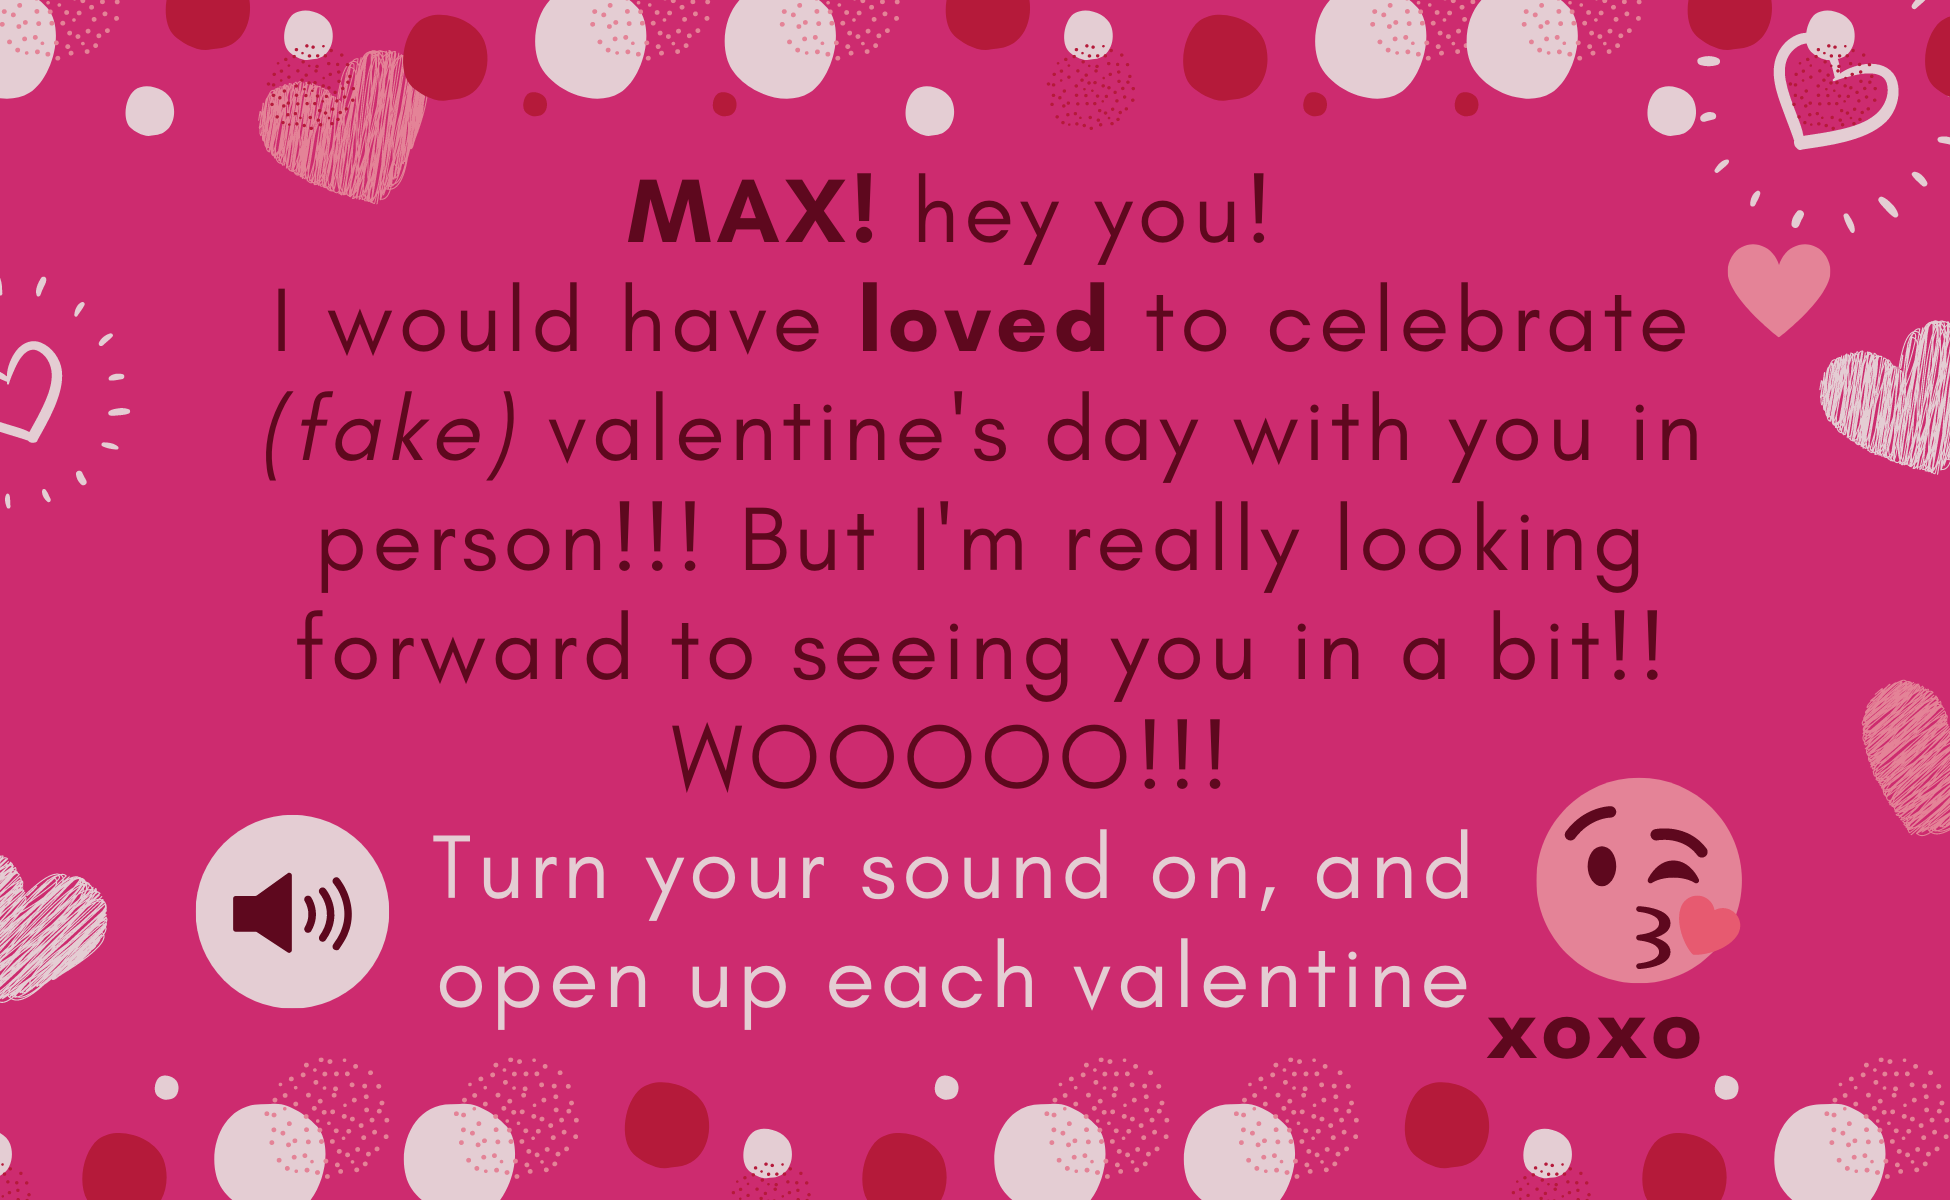 MAX! hey you!
I would have loved to celebrate
(fake) valentine's day with you in
person!!! But I'm really looking
forward to seeing you in a bit!!
WOOOOO!!!
Turn your sound on, and
open up each valentine
xoxo